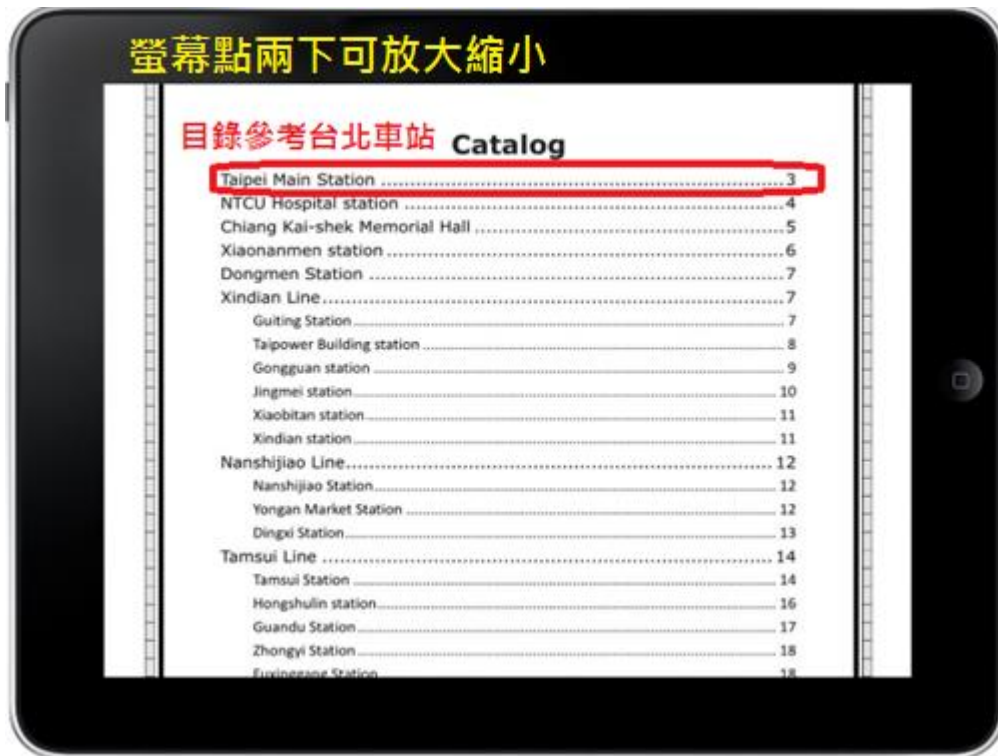 螢幕點兩下可放大縮小
目錄參考台北車站 Catalog
Taipei Main Station 3
NTCU Hospital station 4
Chiang Kai-shek Memorial Hall 5
Xiaonanmen station 6
Dongmen Station 7
Xindian Line 7
Guiting Station 7
Taipower Building station 8
Gongguan station 9
Jingmei station 10
Xiaobitan station 11
Xindian station 11
Nanshijiao Line 12
Nanshijiao Station 12
Yongan Market Station 12
Dingxi Station 13
Tamsui Line 14
Tamsui Station 14
Hongshulin station 16
Guandu Station 17
Zhongyi Station 18
Fuxinggang Station 18